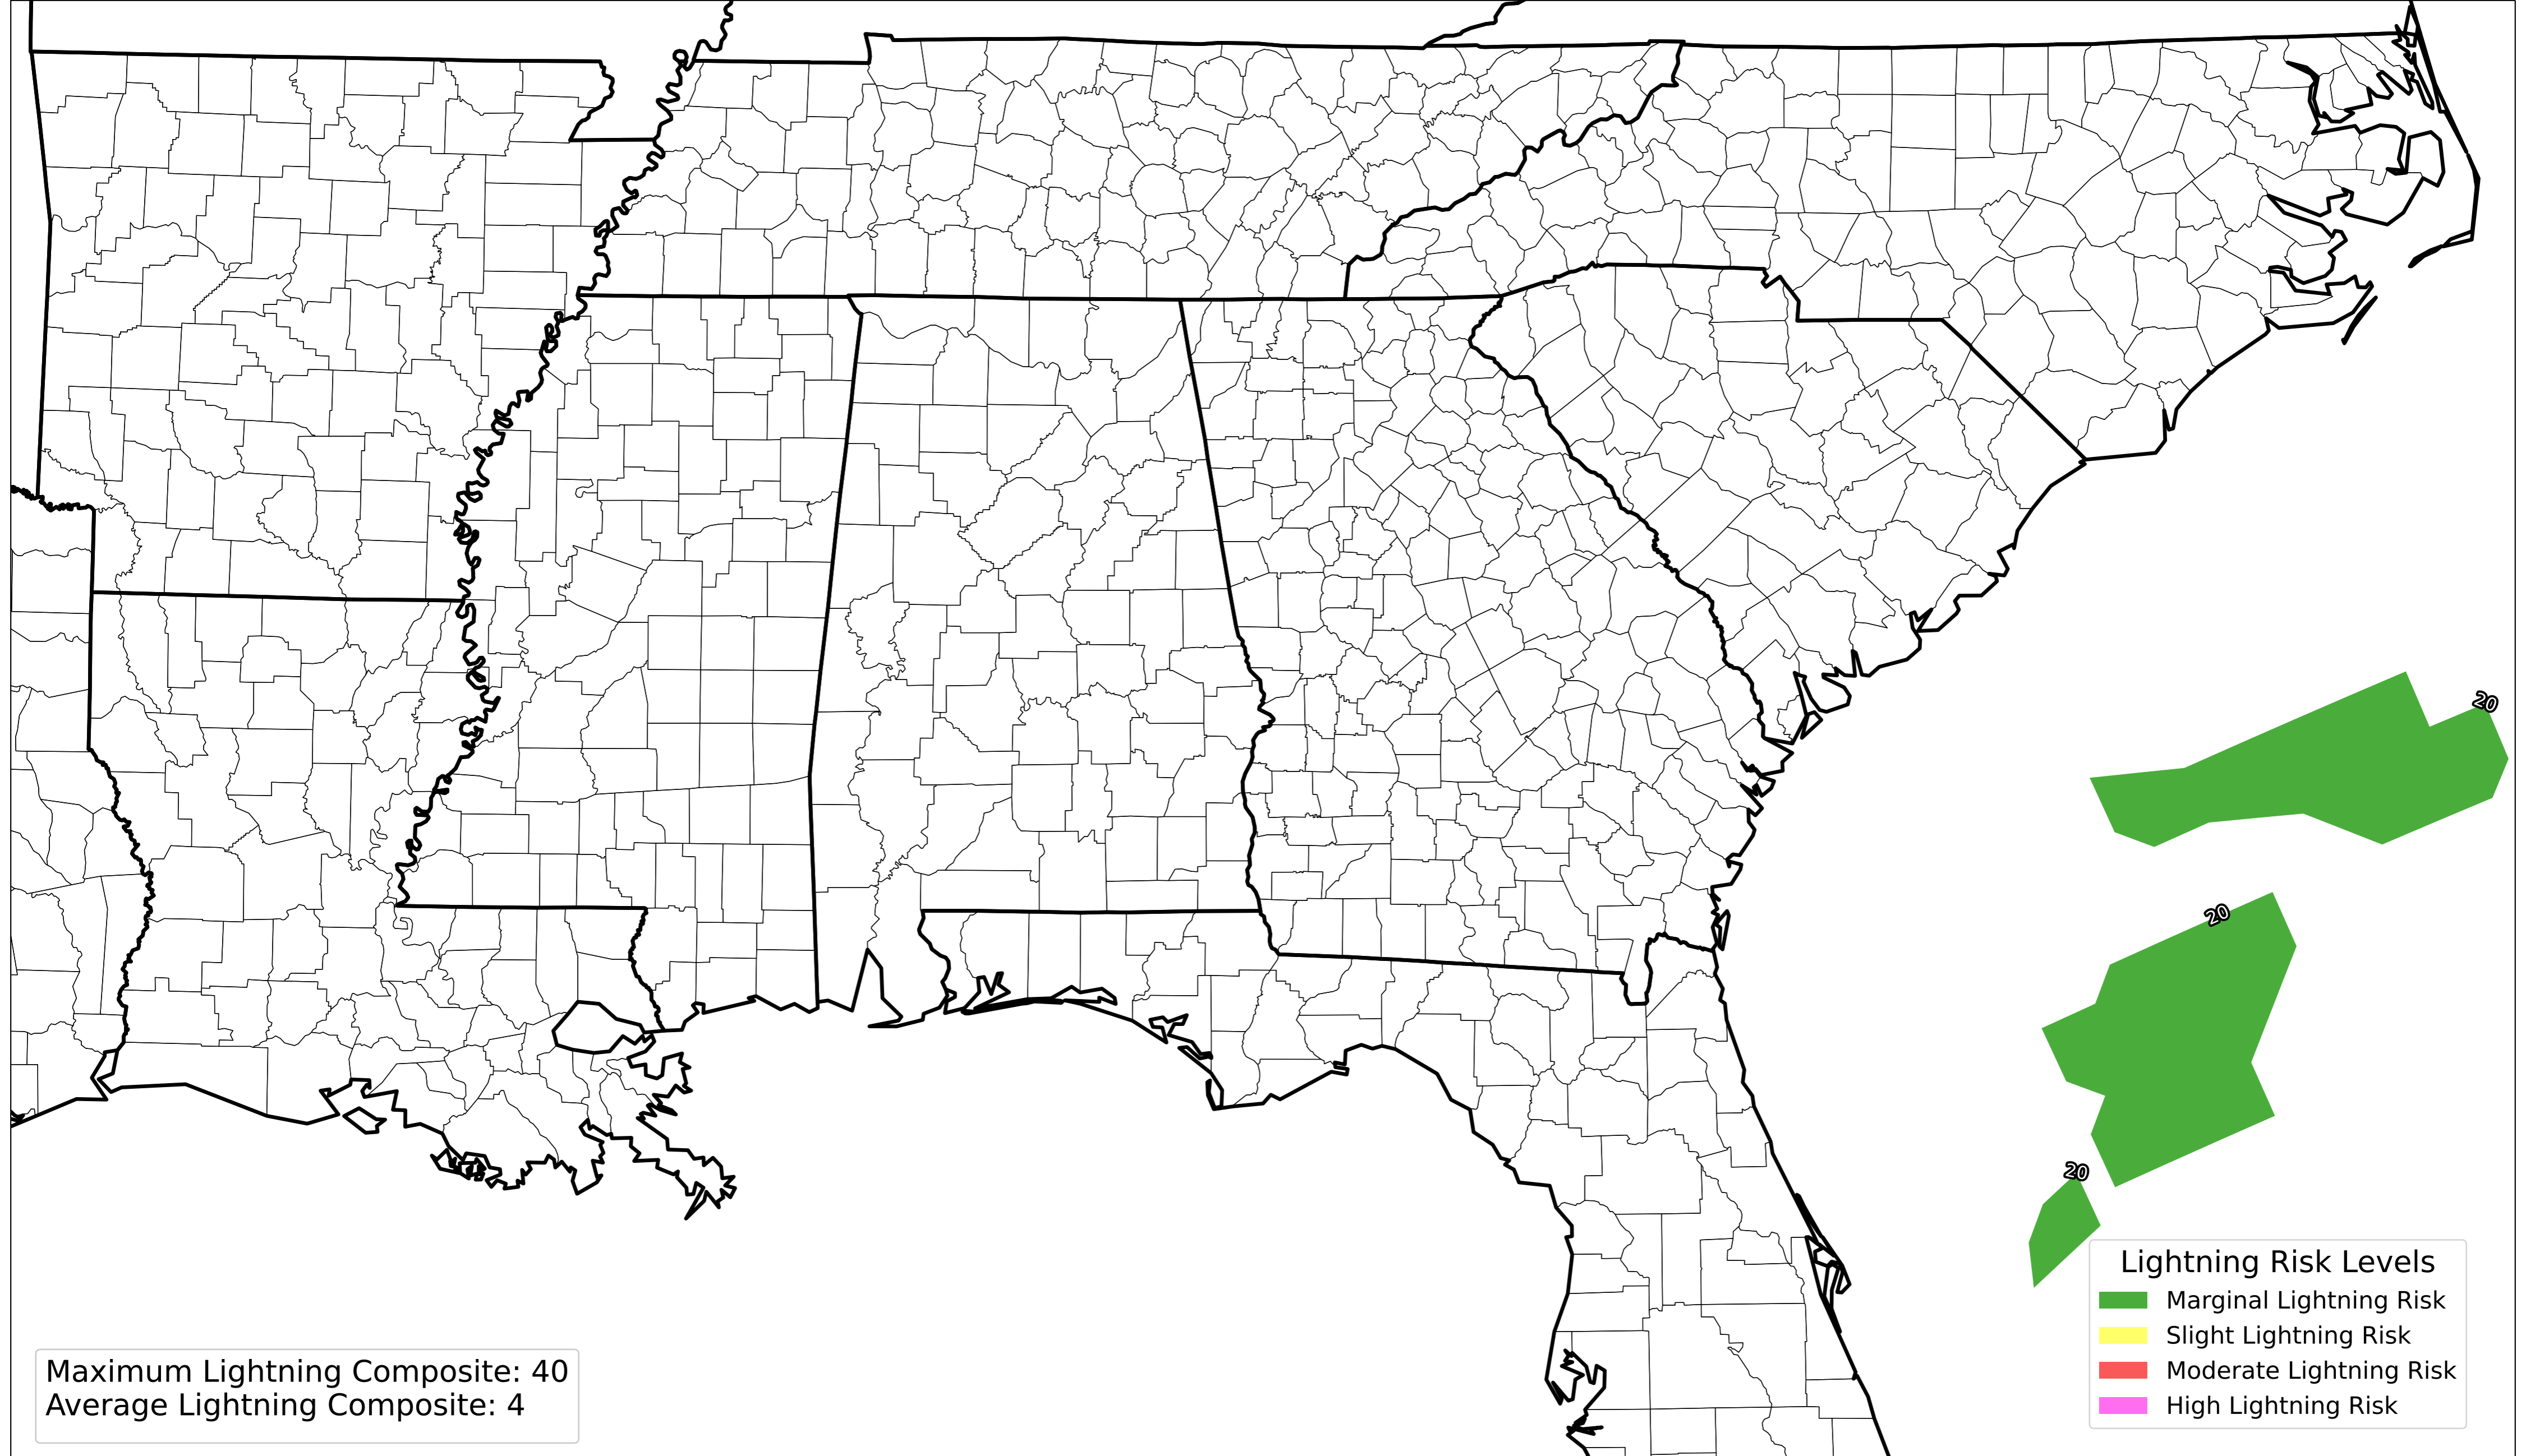 20
20
20
Lightning Risk Levels
Marginal Lightning Risk
Slight Lightning Risk
Moderate Lightning Risk
High Lightning Risk
Maximum Lightning Composite: 40
Average Lightning Composite: 4